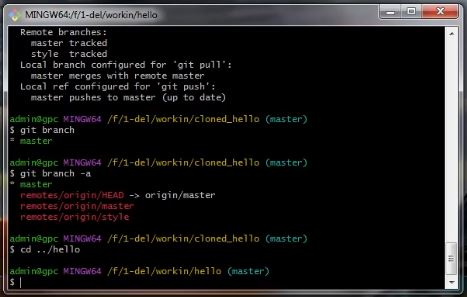 MINGW64:/f/1-del/workin/hello
Remote branches:
master tracked
style tracked
Local branch configured for 'git pull':
master merges with remote master
Local ref configured for 'git push':
master pushes to master (up to date)
admin@gpc MINGW64 /f/1-del/workin/cloned_hello (master)
$ git branch
* master
admin@gpc MINGW64 /f/1-del/workin/cloned_hello (master)
$ git branch -a
* master
remotes/origin/HEAD -> origin/master
remotes/origin/master
remotes/origin/style
admin@gpc MINGW64 /f/1-del/workin/cloned_hello (master)
$ cd ../hello
admin@gpc MINGW64 /f/1-del/workin/hello (master)
$